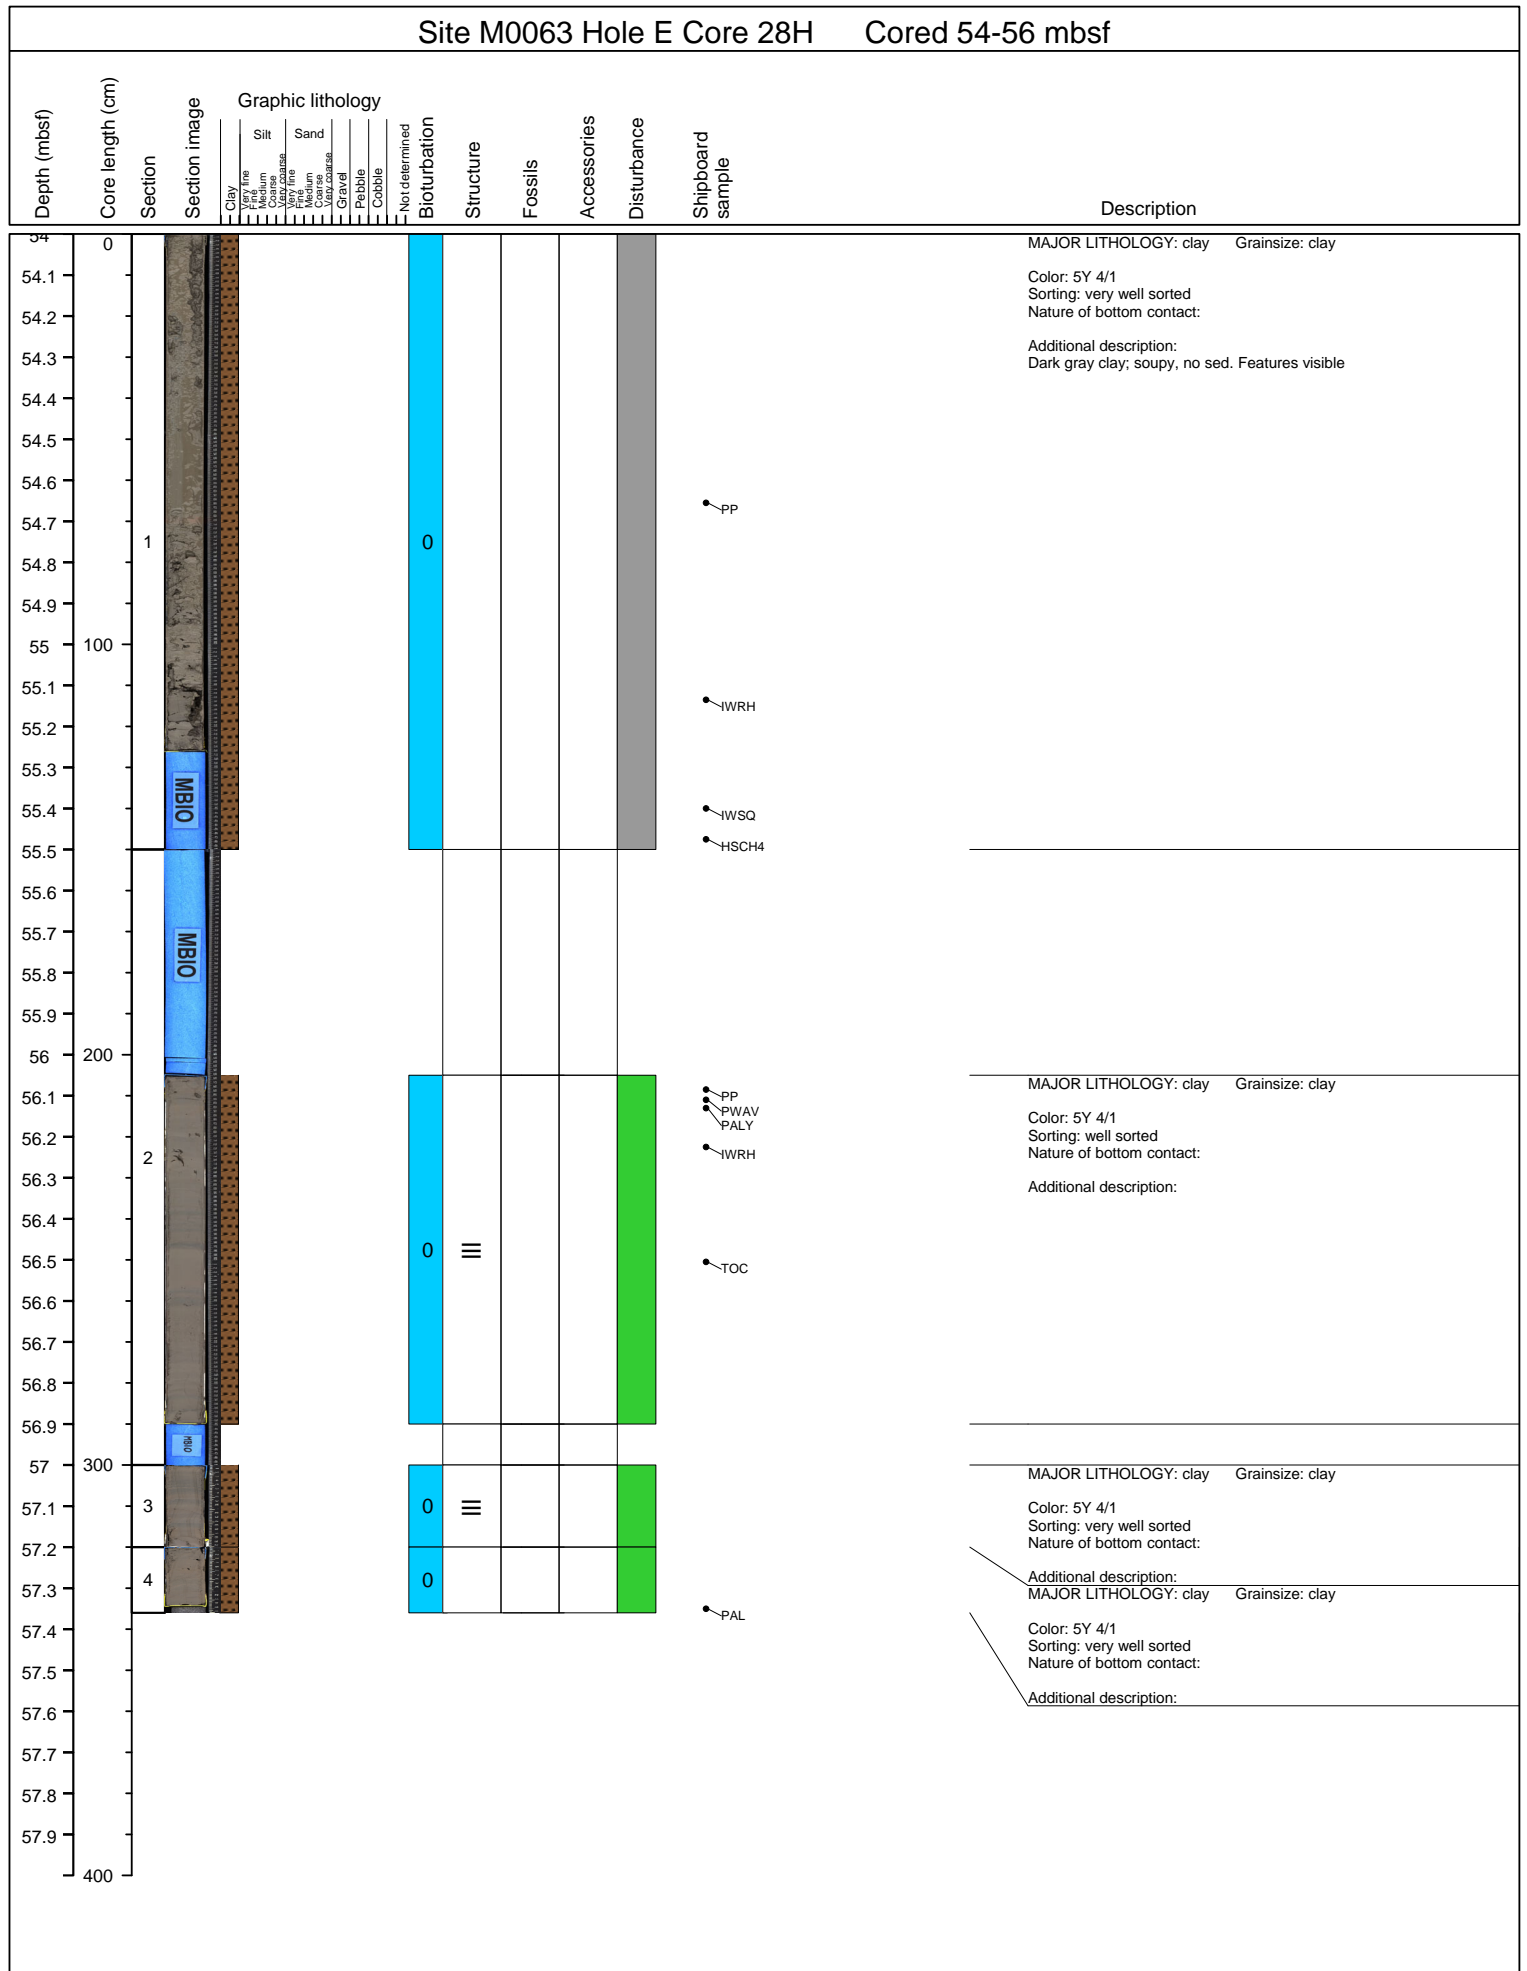 Site M0063 Hole E Core 28H Cored 54-56 mbsf
Depth (mbsf)
Core length (cm)
Section
Section image
Graphic lithology
Clay
Silt
Very fine
Fine
Medium
Coarse
Very coarse
Sand
Very fine
Fine
Medium
Coarse
Very coarse
Gravel
Pebble
Cobble
Not determined
Bioturbation
Structure
Fossils
Accessories
Disturbance
Shipboard
sample
Description
54
54.1
54.2
54.3
54.4
54.5
54.6
54.7
54.8
54.9
55
55.1
55.2
55.3
55.4
55.5
55.6
55.7
55.8
55.9
56
56.1
56.2
56.3
56.4
56.5
56.6
56.7
56.8
56.9
57
57.1
57.2
57.3
57.4
57.5
57.6
57.7
57.8
57.9
0
100
200
300
400
1
2
3
4
MBIO
MBIO
MBIO
0
0
0
0
PP
IWRH
IWSQ
HSCH4
PP
PWAV
PALY
IWRH
TOC
PAL
MAJOR LITHOLOGY: clay Grainsize: clay
Color: 5Y 4/1
Sorting: very well sorted
Nature of bottom contact:
Additional description:
Dark gray clay; soupy, no sed. Features visible
MAJOR LITHOLOGY: clay Grainsize: clay
Color: 5Y 4/1
Sorting: well sorted
Nature of bottom contact:
Additional description:
MAJOR LITHOLOGY: clay Grainsize: clay
Color: 5Y 4/1
Sorting: very well sorted
Nature of bottom contact:
Additional description:
MAJOR LITHOLOGY: clay Grainsize: clay
Color: 5Y 4/1
Sorting: very well sorted
Nature of bottom contact:
Additional description: